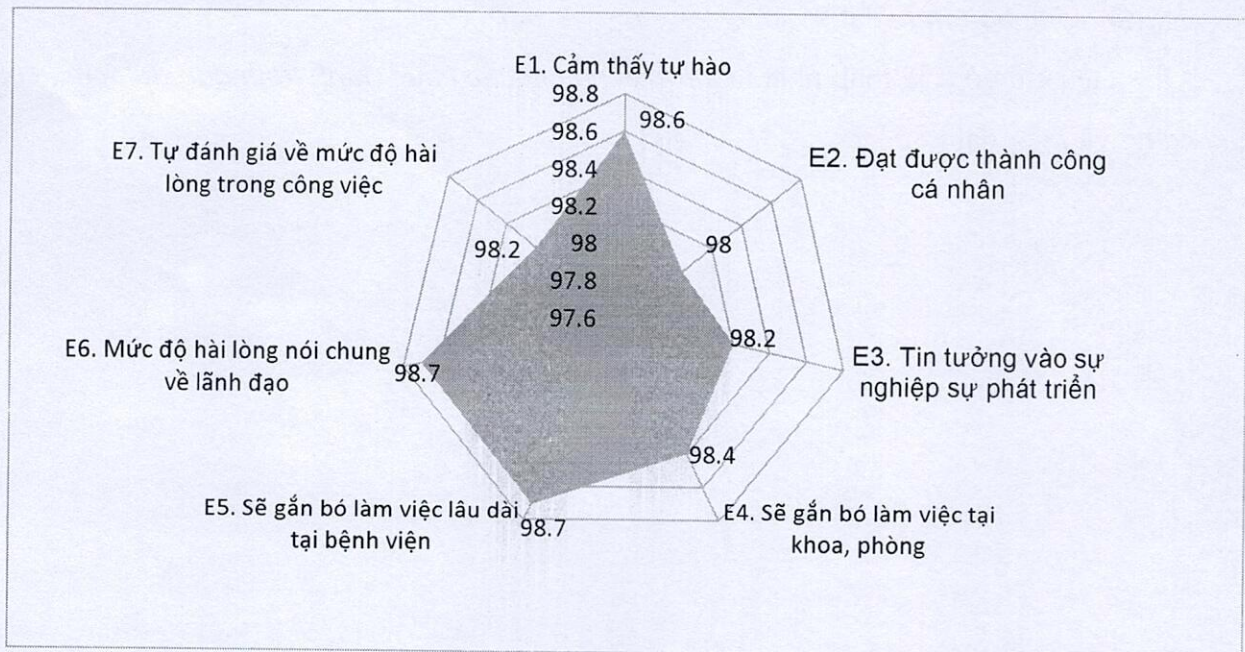 E1. Cảm thấy tự hào
98.8
98.6
98.6
98.4
98.2
98
97.8
97.6
E2. Đạt được thành công
cá nhân
98
E3. Tin tưởng vào sự
nghiệp sự phát triển
98.2
E4. Sẽ gắn bó làm việc tại
khoa, phòng
98.4
E5. Sẽ gắn bó làm việc lâu dài
tại bệnh viện
98.7
E6. Mức độ hài lòng nói chung
về lãnh đạo
98.7
E7. Tự đánh giá về mức độ hài
lòng trong công việc
98.2